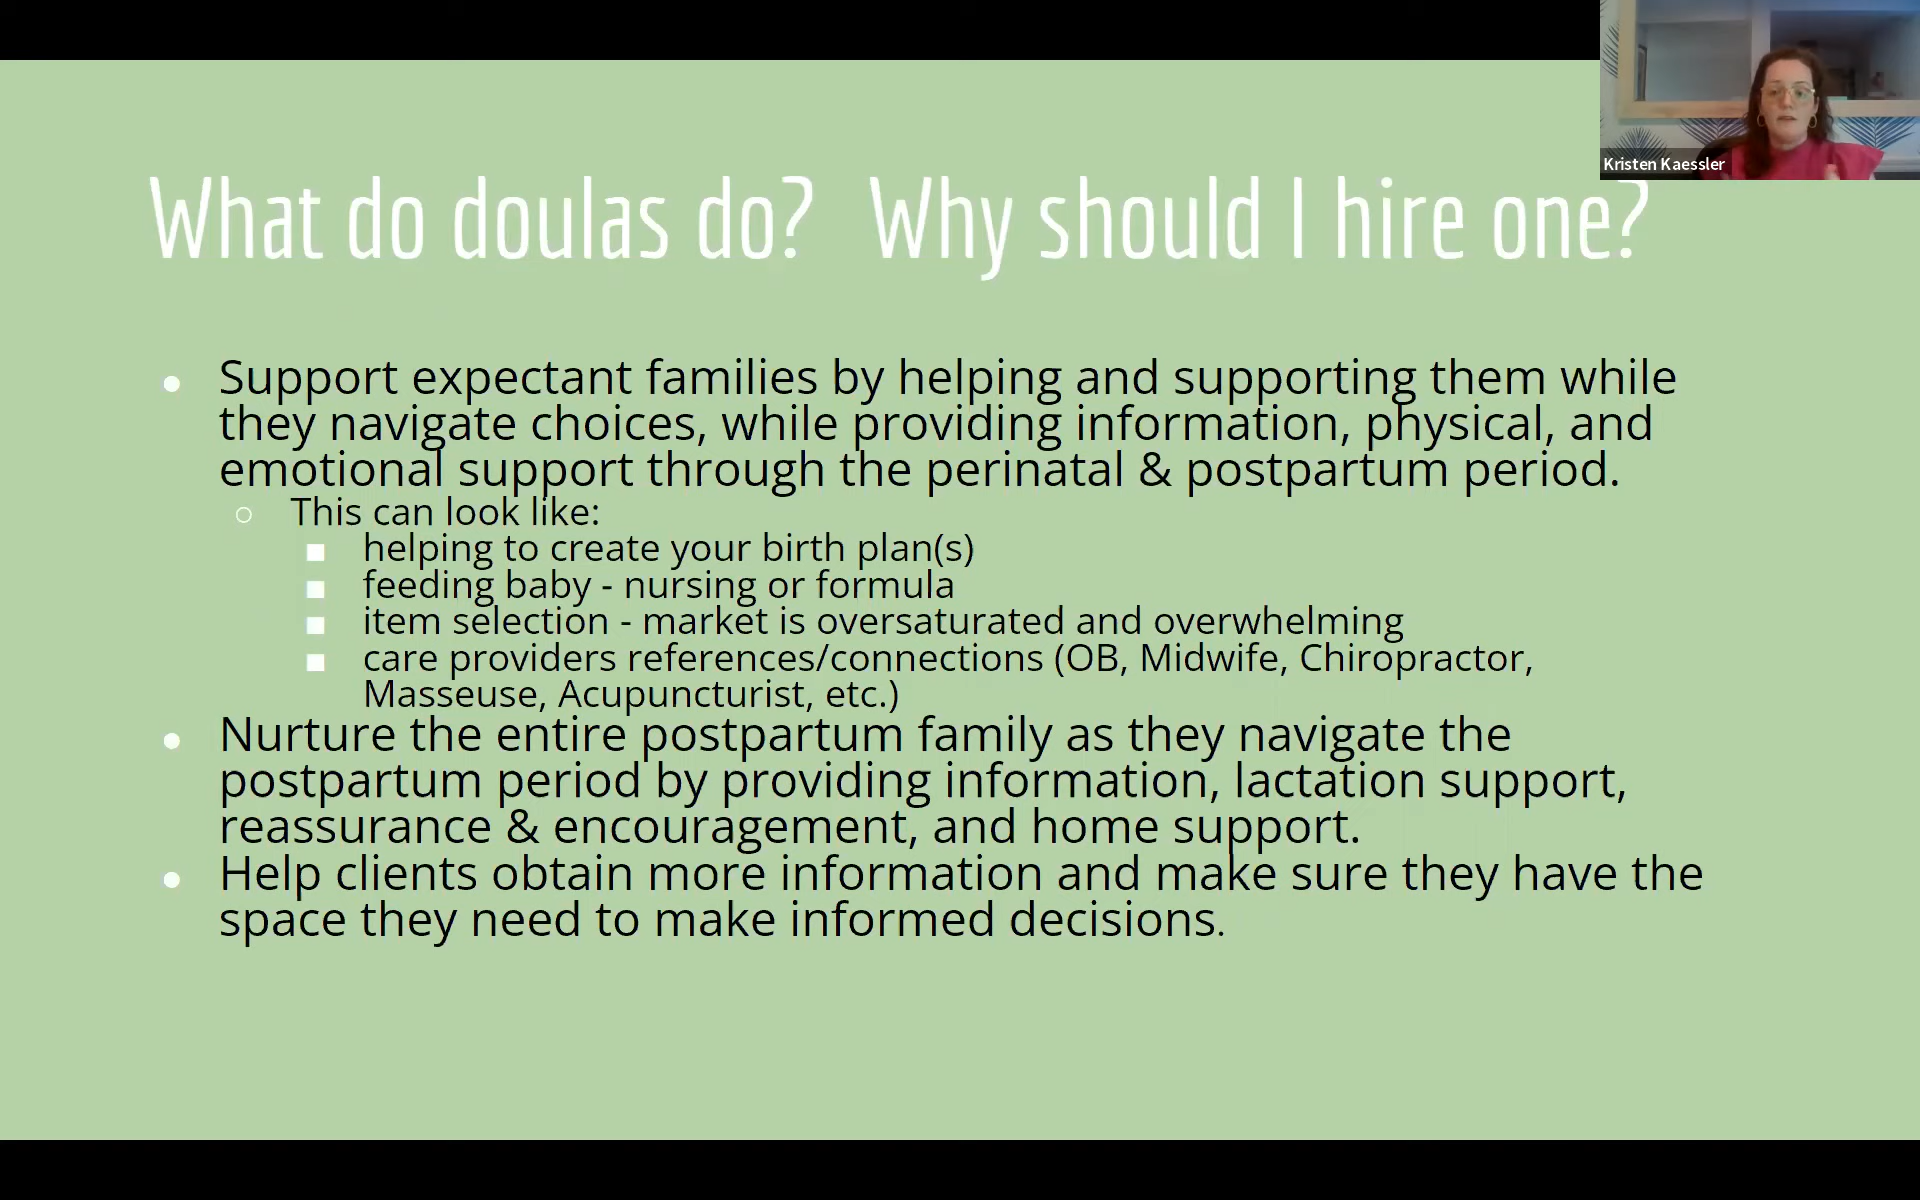 Kristen Kaessler
What do doulas do? Why should I hire one?
● Support expectant families by helping and supporting them while
they navigate choices, while providing information, physical, and
emotional support through the perinatal & postpartum period.
○ This can look like:
■ helping to create your birth plan(s)
■ feeding baby - nursing or formula
■ item selection - market is oversaturated and overwhelming
■ care providers references/connections (OB, Midwife, Chiropractor,
Masseuse, Acupuncturist, etc.)
● Nurture the entire postpartum family as they navigate the
postpartum period by providing information, lactation support,
reassurance & encouragement, and home support.
● Help clients obtain more information and make sure they have the
space they need to make informed decisions.